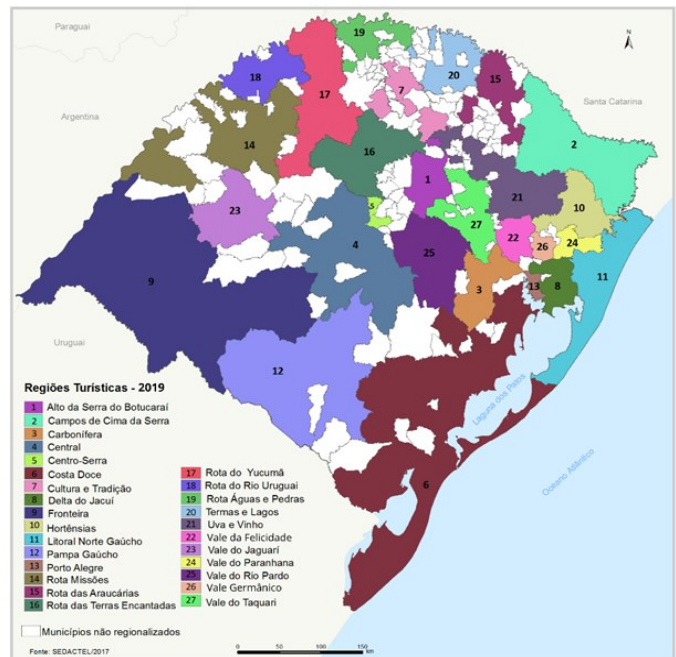 Paraguai
Argentina
Uruguai
Santa Catarina
N
19
18
17
20
7
15
14
2
16
1
21
23
5
10
27
4
22
26
24
25
9
11
3
13
8
12
6
Laguna dos Patos
Oceano Atlântico
Regiões Turísticas - 2019
1 Alto da Serra do Botucaraí
2 Campos de Cima da Serra
3 Carbonífera
4 Central
5 Centro-Serra
6 Costa Doce
7 Cultura e Tradição
8 Delta do Jacuí
9 Fronteira
10 Hortênsias
11 Litoral Norte Gaúcho
12 Pampa Gaúcho
13 Porto Alegre
14 Rota Missões
15 Rota das Araucárias
16 Rota das Terras Encantadas
17 Rota do Yucumã
18 Rota do Rio Uruguai
19 Rota Águas e Pedras
20 Termas e Lagos
21 Uva e Vinho
22 Vale da Felicidade
23 Vale do Jaguarí
24 Vale do Paranhana
25 Vale do Rio Pardo
26 Vale Germânico
27 Vale do Taquari
Municípios não regionalizados
Fonte: SEDACTEL/2017
0 50 100 150
km